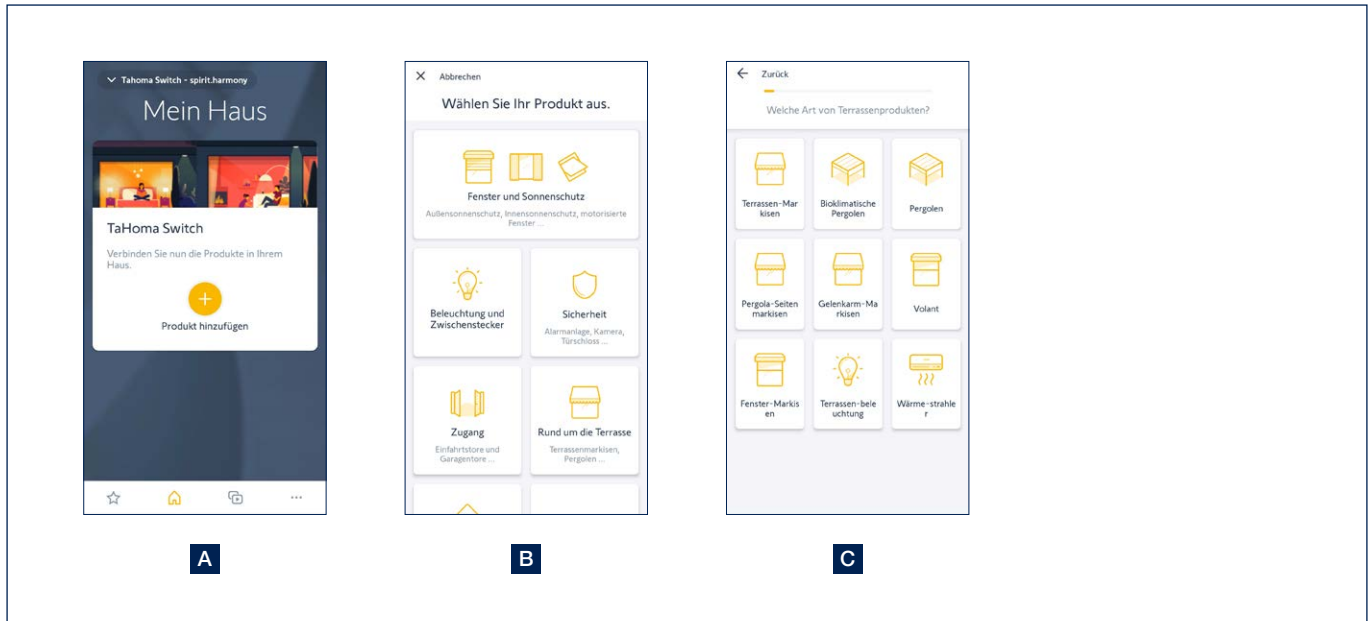 Tahoma Switch - spirit.harmony
Mein Haus
TaHoma Switch
Verbinden Sie nun die Produkte in Ihrem
Haus.
Produkt hinzufügen
A
Abbrechen
Wählen Sie Ihr Produkt aus.
Fenster und Sonnenschutz
Außensonnenschutz, Innensonnenschutz, motorisierte
Fenster ...
Beleuchtung und
Zwischenstecker
Sicherheit
Alarmanlage, Kamera,
Türschloss ...
Zugang
Einfahrtstore und
Garagentore ...
Rund um die Terrasse
Terrassenmarkisen,
Pergolen ...
B
Zurück
Welche Art von Terrassenprodukten?
Terrassen-Mar
kisen
Bioklimatische
Pergolen
Pergolen
Pergola-Seiten
markisen
Gelenkarm-Ma
rkisen
Volant
Fenster-Markis
en
Terrassen-bele
uchtung
Wärme-strahle
r
C